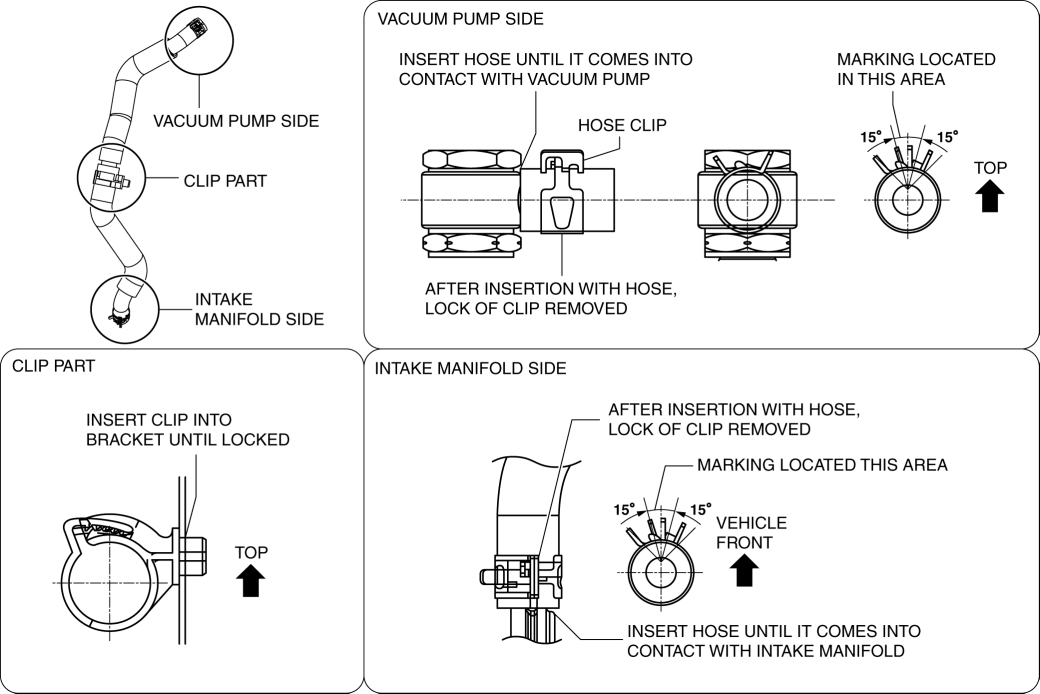 VACUUM PUMP SIDE
CLIP PART
INTAKE
MANIFOLD SIDE
VACUUM PUMP SIDE
INSERT HOSE UNTIL IT COMES INTO
CONTACT WITH VACUUM PUMP
HOSE CLIP
MARKING LOCATED
IN THIS AREA
15°
15°
TOP
AFTER INSERTION WITH HOSE,
LOCK OF CLIP REMOVED
CLIP PART
INSERT CLIP INTO
BRACKET UNTIL LOCKED
TOP
INTAKE MANIFOLD SIDE
AFTER INSERTION WITH HOSE,
LOCK OF CLIP REMOVED
MARKING LOCATED THIS AREA
15°
15°
VEHICLE
FRONT
INSERT HOSE UNTIL IT COMES INTO
CONTACT WITH INTAKE MANIFOLD